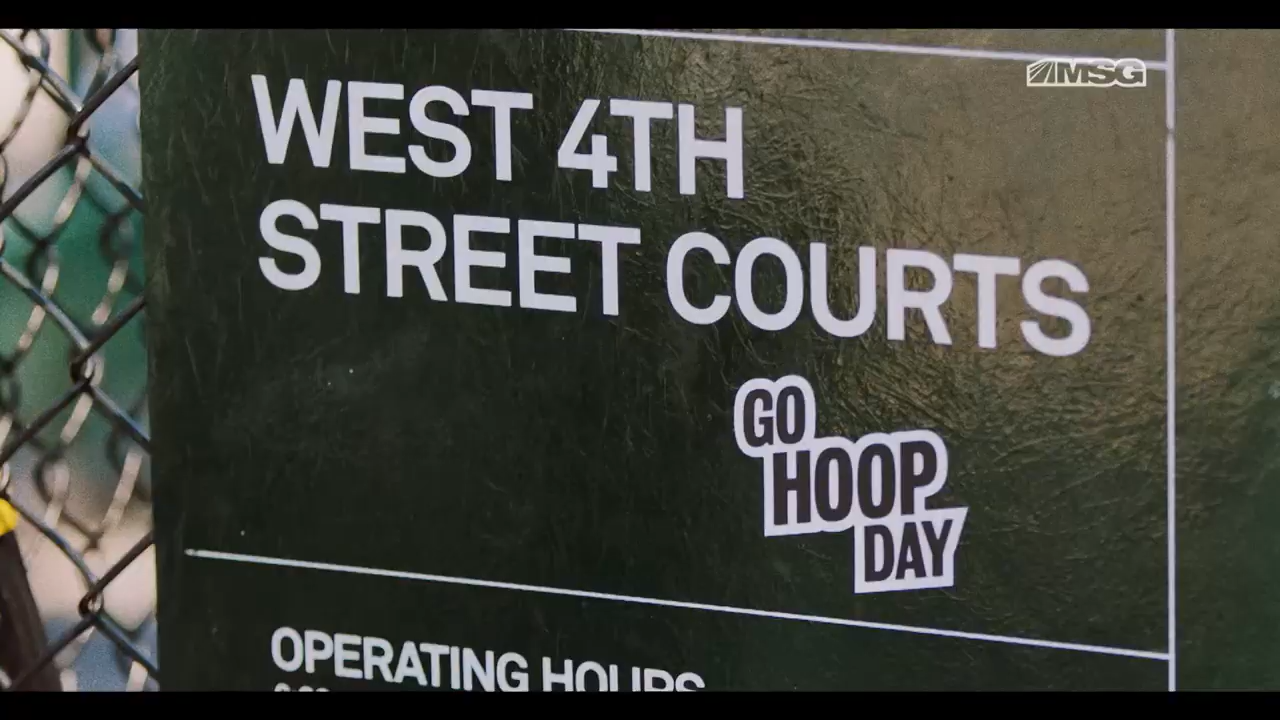 MSG
WEST 4TH
STREET COURTS
GO
HOOP
DAY
OPERATING HOURS